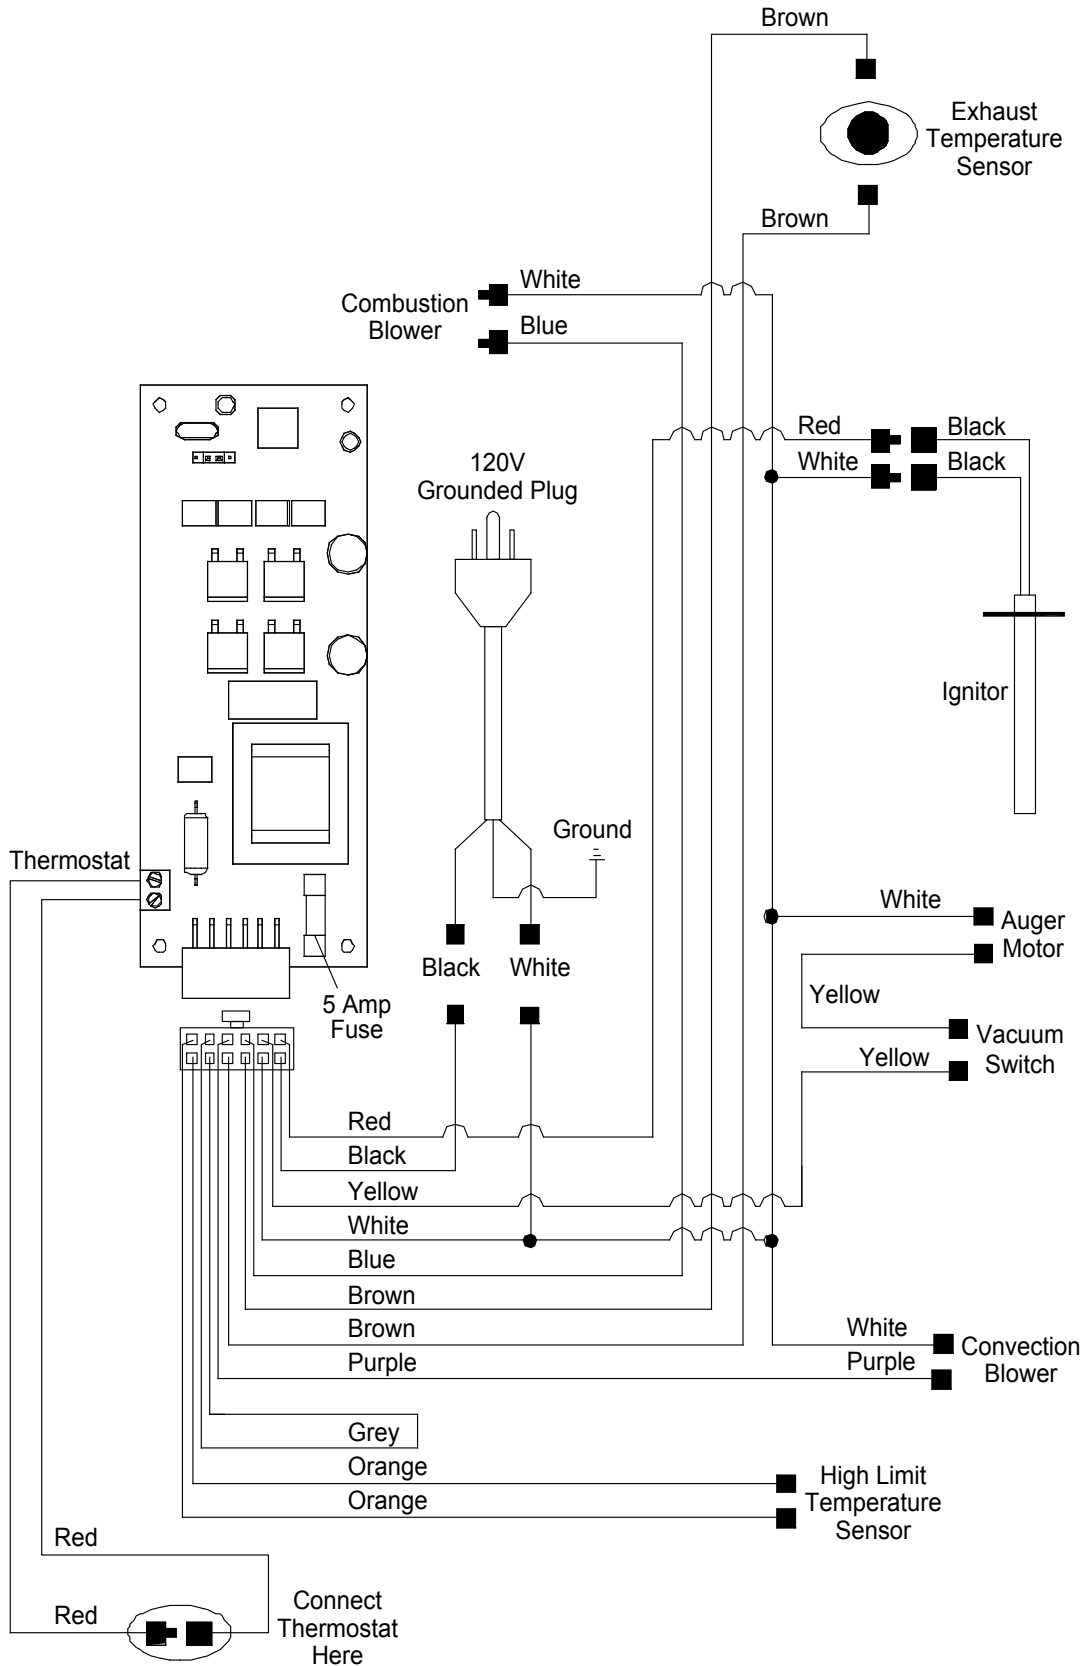 Brown
Exhaust
Temperature
Sensor
Brown
White
Combustion
Blower
Blue
Red
Black
White
Black
120V
Grounded Plug
Ignitor
Ground
Thermostat
White
Auger
Motor
Black
White
Yellow
5 Amp
Fuse
Vacuum
Switch
Yellow
Red
Black
Yellow
White
Blue
Brown
Brown
White
Convection
Blower
Purple
Purple
Grey
Orange
High Limit
Temperature
Sensor
Orange
Red
Red
Connect
Thermostat
Here